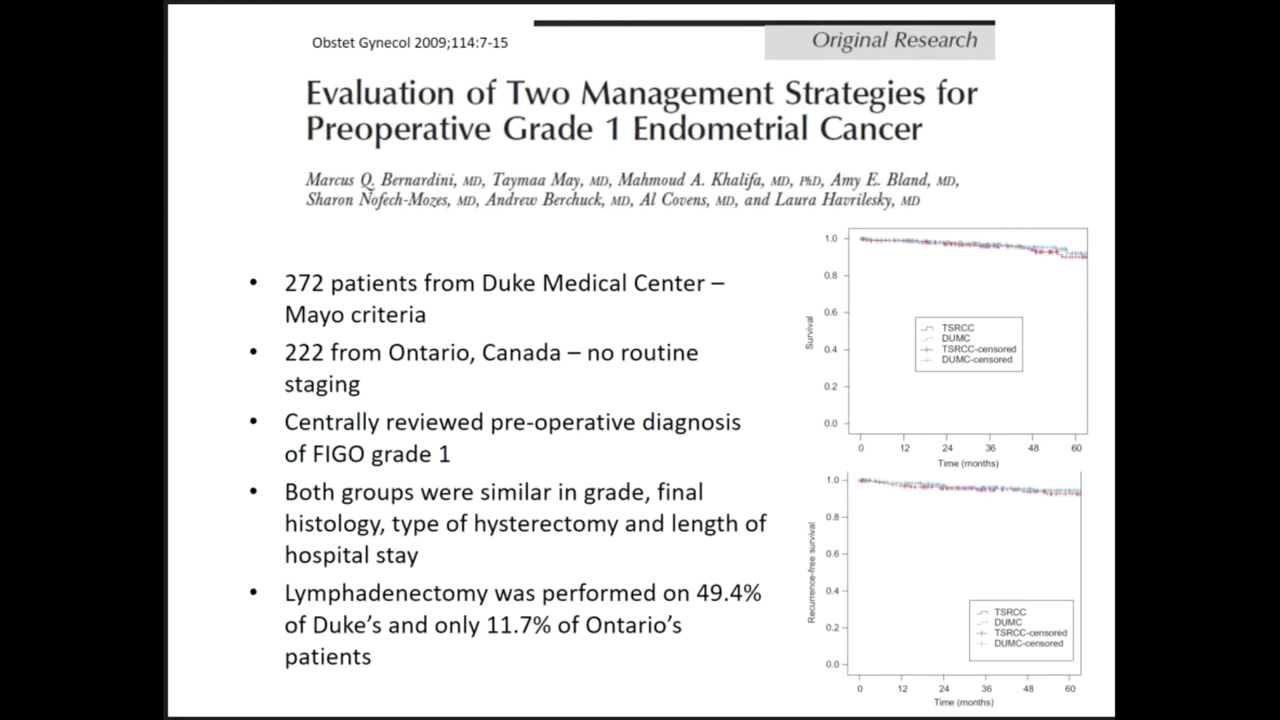 Obstet Gynecol 2009;114:7-15
Original Research
Evaluation of Two Management Strategies for
Preoperative Grade 1 Endometrial Cancer
Marcus Q. Bernardini, MD, Taymaa May, MD, Mahmoud A. Khalifa, MD, PhD, Amy E. Bland, MD,
Sharon Nofech-Mozes, MD, Andrew Berchuck, MD, Al Covens, MD, and Laura Havrilesky, MD
• 272 patients from Duke Medical Center –
Mayo criteria
• 222 from Ontario, Canada – no routine
staging
• Centrally reviewed pre-operative diagnosis
of FIGO grade 1
• Both groups were similar in grade, final
histology, type of hysterectomy and length of
hospital stay
• Lymphadenectomy was performed on 49.4%
of Duke's and only 11.7% of Ontario's
patients
Survival
1.0
0.8
0.6
0.4
0.2
0.0
TSRCC
DUMC
TSRCC-censored
DUMC-censored
0 12 24 36 48 60
Time (months)
Recurrence-free survival
1.0
0.8
0.6
0.4
0.2
0.0
TSRCC
DUMC
TSRCC-censored
DUMC-censored
0 12 24 36 48 60
Time (months)